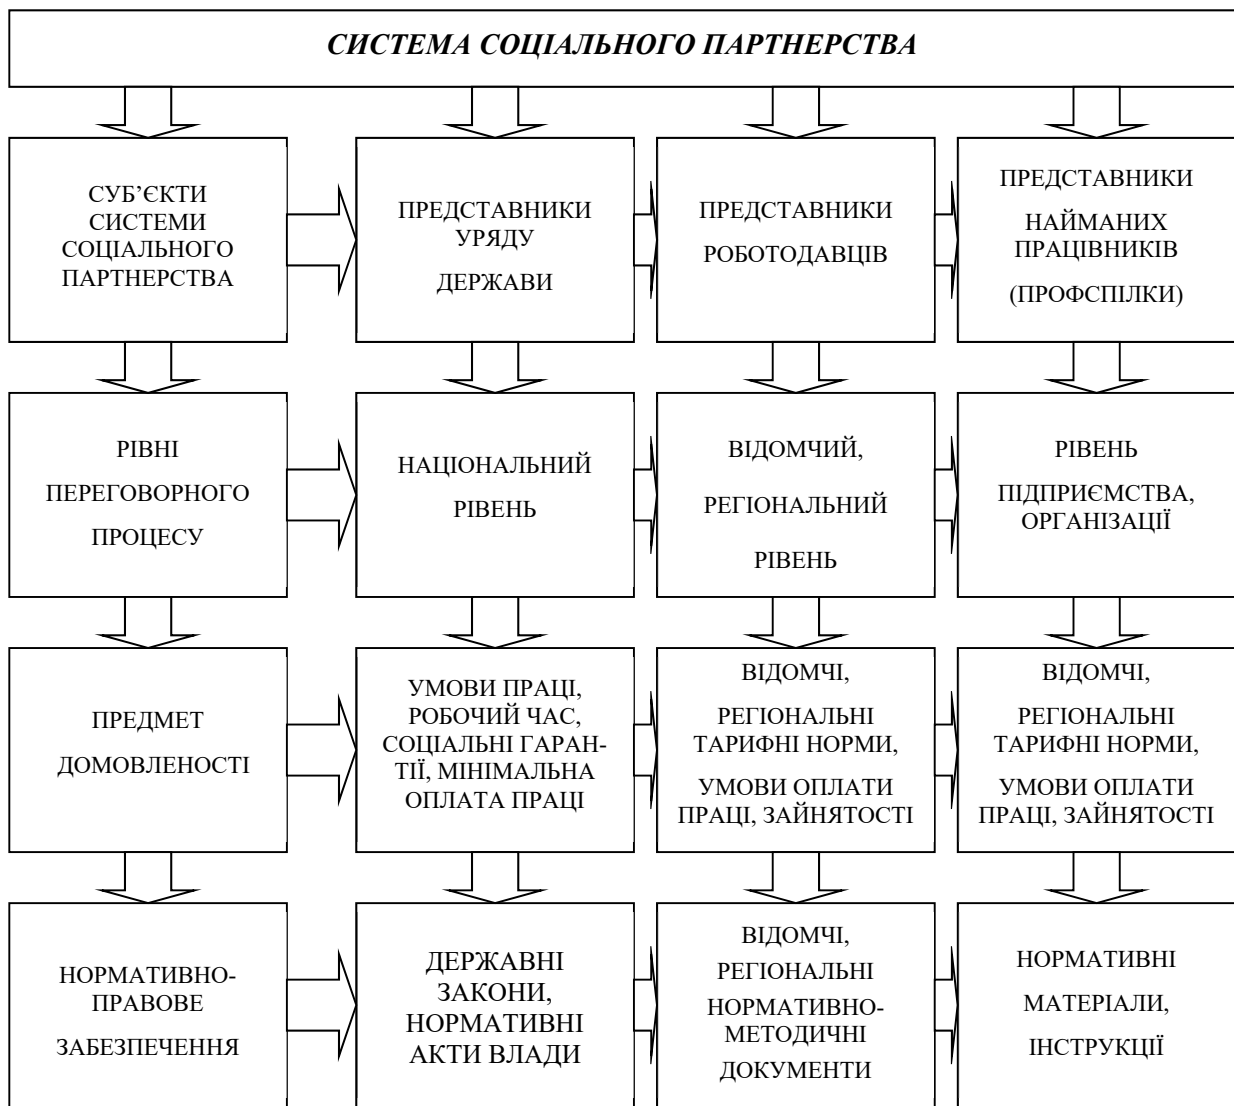 СИСТЕМА СОЦІАЛЬНОГО ПАРТНЕРСТВА
СУБ’ЄКТИ
СИСТЕМИ
СОЦІАЛЬНОГО
ПАРТНЕРСТВА
ПРЕДСТАВНИКИ
УРЯДУ
ДЕРЖАВИ
ПРЕДСТАВНИКИ
РОБОТОДАВЦІВ
ПРЕДСТАВНИКИ
НАЙМАНИХ
ПРАЦІВНИКІВ
(ПРОФСПІЛКИ)
РІВНІ
ПЕРЕГОВОРНОГО
ПРОЦЕСУ
НАЦІОНАЛЬНИЙ
РІВЕНЬ
ВІДОМЧИЙ,
РЕГІОНАЛЬНИЙ
РІВЕНЬ
РІВЕНЬ
ПІДПРИЄМСТВА,
ОРГАНІЗАЦІЇ
ПРЕДМЕТ
ДОМОВЛЕНОСТІ
УМОВИ ПРАЦІ,
РОБОЧИЙ ЧАС,
СОЦІАЛЬНІ ГАРАН-
ТІЇ, МІНІМАЛЬНА
ОПЛАТА ПРАЦІ
ВІДОМЧІ,
РЕГІОНАЛЬНІ
ТАРИФНІ НОРМИ,
УМОВИ ОПЛАТИ
ПРАЦІ, ЗАЙНЯТОСТІ
ВІДОМЧІ,
РЕГІОНАЛЬНІ
ТАРИФНІ НОРМИ,
УМОВИ ОПЛАТИ
ПРАЦІ, ЗАЙНЯТОСТІ
НОРМАТИВНО-
ПРАВОВЕ
ЗАБЕЗПЕЧЕННЯ
ДЕРЖАВНІ
ЗАКОНИ,
НОРМАТИВНІ
АКТИ ВЛАДИ
ВІДОМЧІ,
РЕГІОНАЛЬНІ
НОРМАТИВНО-
МЕТОДИЧНІ
ДОКУМЕНТИ
НОРМАТИВНІ
МАТЕРІАЛИ,
ІНСТРУКЦІЇ